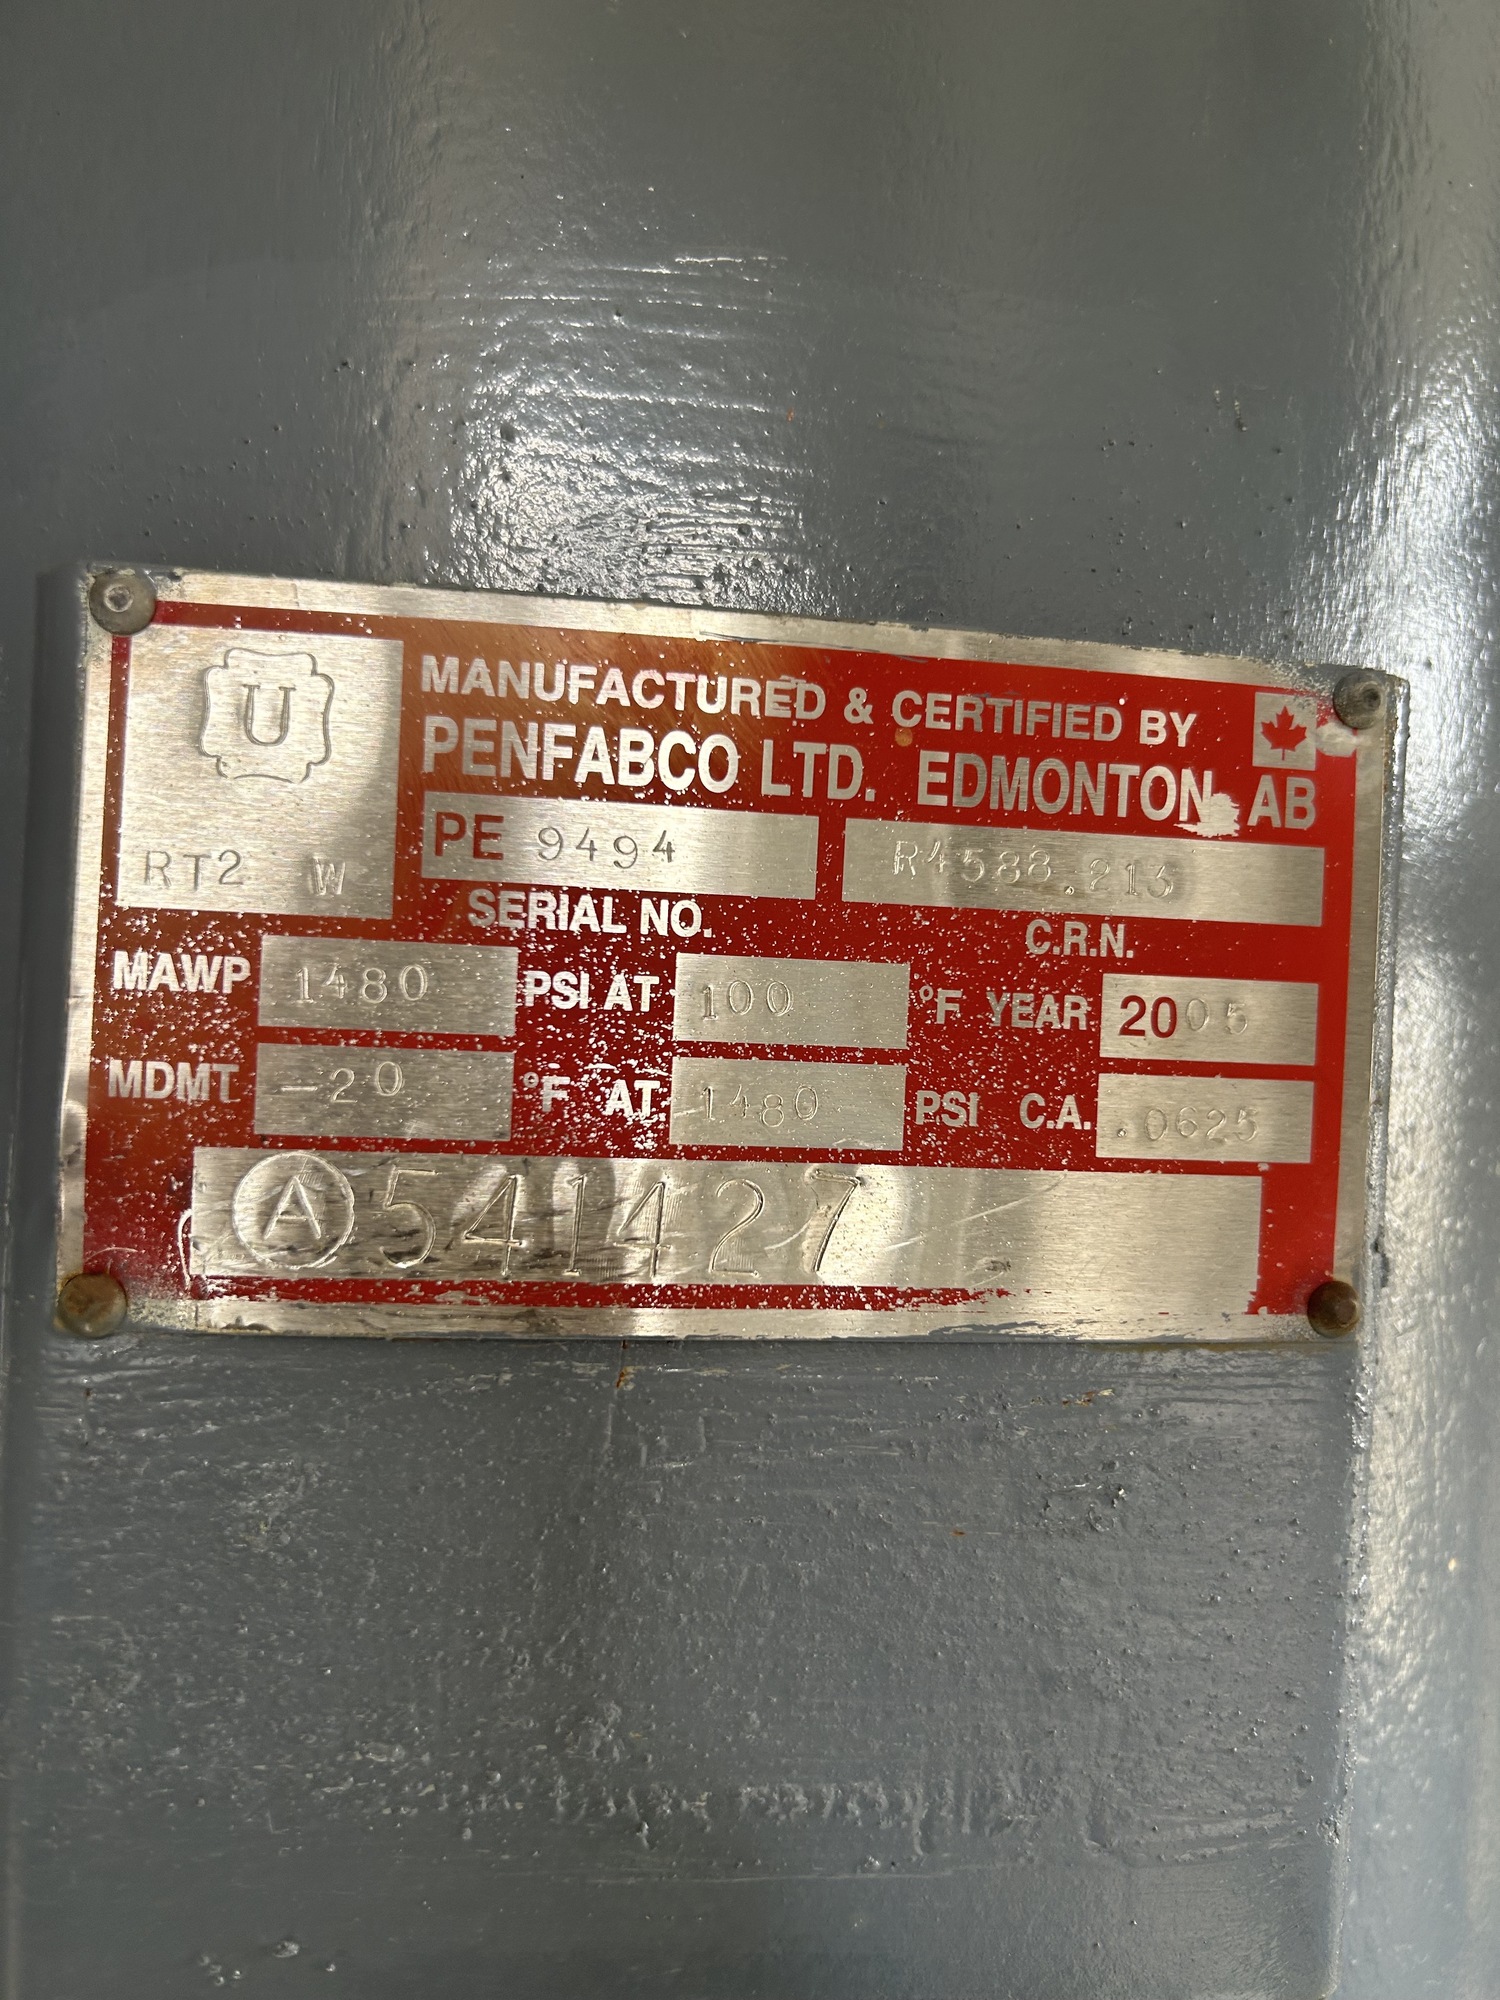 U
RT2 W
MANUFACTURED & CERTIFIED BY
PENFABCO LTD. EDMONTON, AB
PE 9494
R4588.213
SERIAL NO.
C.R.N.
MAWP 1480 PSI AT 100 °F YEAR 2005
MDMT -20 °F AT 1480 PSI C.A. .0625
A 541427